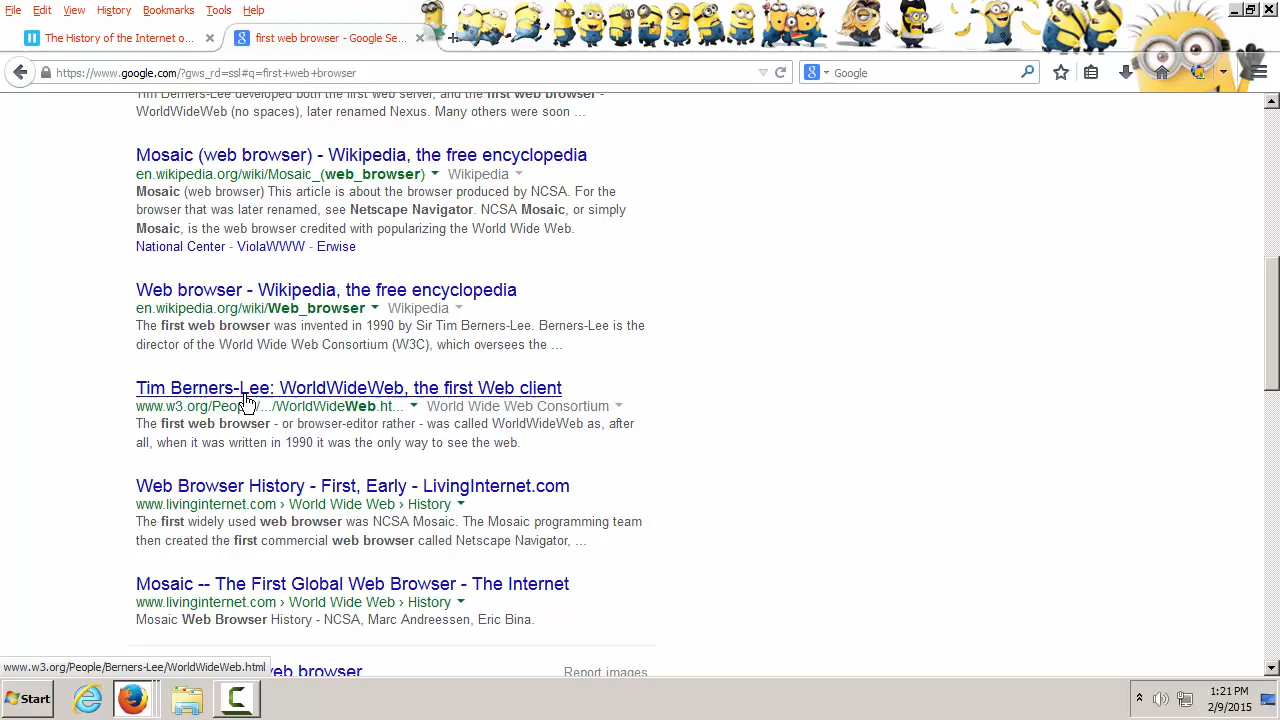 File Edit View History Bookmarks Tools Help
The History of the Internet o... × first web browser - Google Se... × +
https://www.google.com/?gws_rd=ssl#q=first+web+browser
Google
Tim Berners-Lee developed both the first web server, and the first web browser -
WorldWideWeb (no spaces), later renamed Nexus. Many others were soon ...
Mosaic (web browser) - Wikipedia, the free encyclopedia
en.wikipedia.org/wiki/Mosaic_(web_browser) Wikipedia
Mosaic (web browser) This article is about the browser produced by NCSA. For the
browser that was later renamed, see Netscape Navigator. NCSA Mosaic, or simply
Mosaic, is the web browser credited with popularizing the World Wide Web.
National Center - ViolaWWW - Erwise
Web browser - Wikipedia, the free encyclopedia
en.wikipedia.org/wiki/Web_browser Wikipedia
The first web browser was invented in 1990 by Sir Tim Berners-Lee. Berners-Lee is the
director of the World Wide Web Consortium (W3C), which oversees the ...
Tim Berners-Lee: WorldWideWeb, the first Web client
www.w3.org/People/.../WorldWideWeb.ht... World Wide Web Consortium
The first web browser - or browser-editor rather - was called WorldWideWeb as, after
all, when it was written in 1990 it was the only way to see the web.
Web Browser History - First, Early - LivingInternet.com
www.livinginternet.com › World Wide Web › History
The first widely used web browser was NCSA Mosaic. The Mosaic programming team
then created the first commercial web browser called Netscape Navigator, ...
Mosaic -- The First Global Web Browser - The Internet
www.livinginternet.com › World Wide Web › History
Mosaic Web Browser History - NCSA, Marc Andreessen, Eric Bina.
web browser Report images
www.w3.org/People/Berners-Lee/WorldWideWeb.html
Start
1:21 PM
2/9/2015